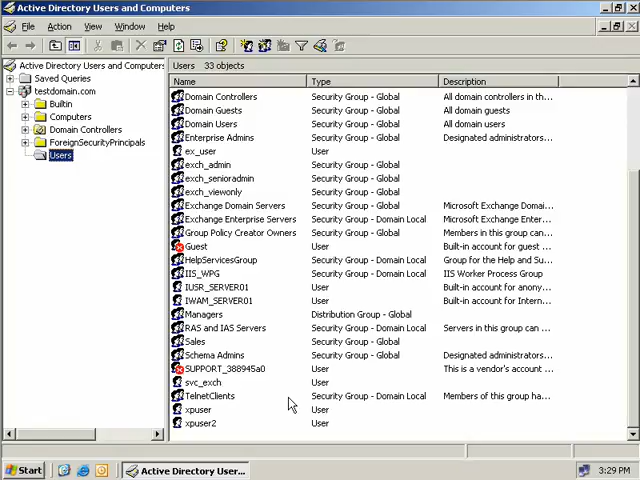 Active Directory Users and Computers
File Action View Window Help
Active Directory Users and Computers
Saved Queries
testdomain.com
Builtin
Computers
Domain Controllers
ForeignSecurityPrincipals
Users
Users 33 objects
Name Type Description
Domain Controllers Security Group - Global All domain controllers in th...
Domain Guests Security Group - Global All domain guests
Domain Users Security Group - Global All domain users
Enterprise Admins Security Group - Global Designated administrators...
ex_user User
exch_admin Security Group - Global
exch_senioradmin Security Group - Global
exch_viewonly Security Group - Global
Exchange Domain Servers Security Group - Global Microsoft Exchange Domai...
Exchange Enterprise Servers Security Group - Domain Local Microsoft Exchange Enter...
Group Policy Creator Owners Security Group - Global Members in this group can...
Guest User Built-in account for guest ...
HelpServicesGroup Security Group - Domain Local Group for the Help and Su...
IIS_WPG Security Group - Domain Local IIS Worker Process Group
IUSR_SERVER01 User Built-in account for anony...
IWAM_SERVER01 User Built-in account for Intern...
Managers Distribution Group - Global
RAS and IAS Servers Security Group - Domain Local Servers in this group can...
Sales Security Group - Global
Schema Admins Security Group - Global Designated administrators...
SUPPORT_388945a0 User This is a vendor's account ...
svc_exch User
TelnetClients Security Group - Domain Local Members of this group ha...
xpuser User
xpuser2 User
Start Active Directory User... 3:29 PM